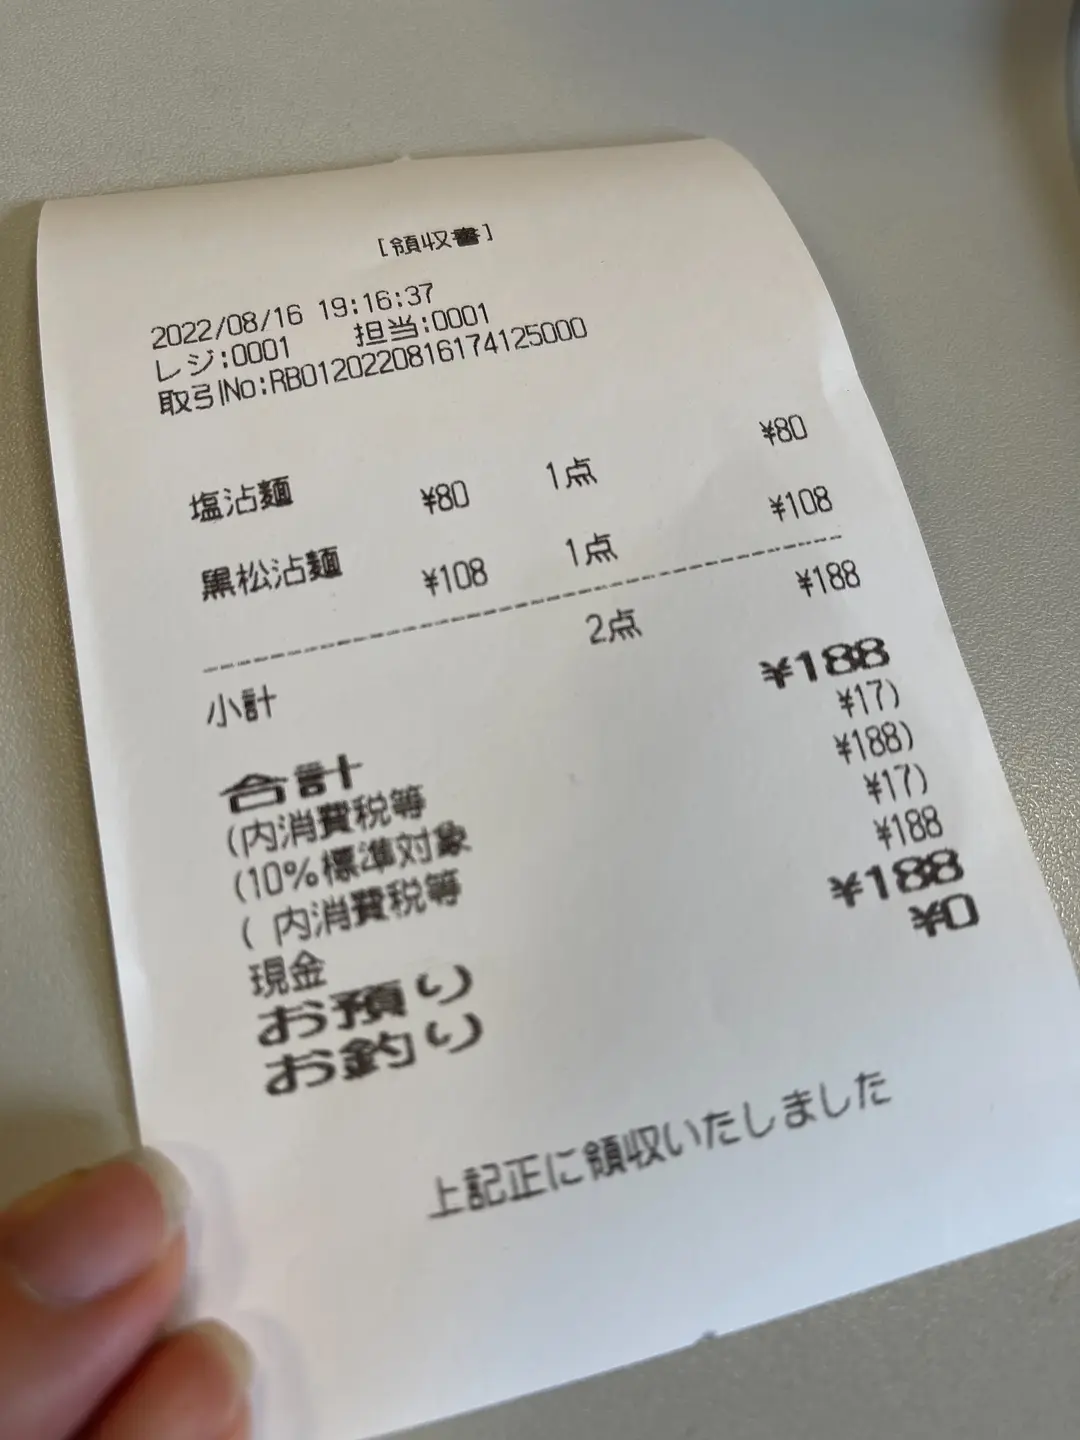 [領収書]
2022/08/16 19:16:37
レジ:0001 担当:0001
取引No:RB0120220816174125000
塩沾麺 ¥80 1点 ¥80
黒松沾麺 ¥108 1点 ¥108
小計 2点 ¥188
合計 ¥188
(内消費税等 ¥17)
(10%標準対象 ¥188)
( 内消費税等 ¥17)
現金 ¥188
お預り ¥188
お釣り ¥0
上記正に領収いたしました